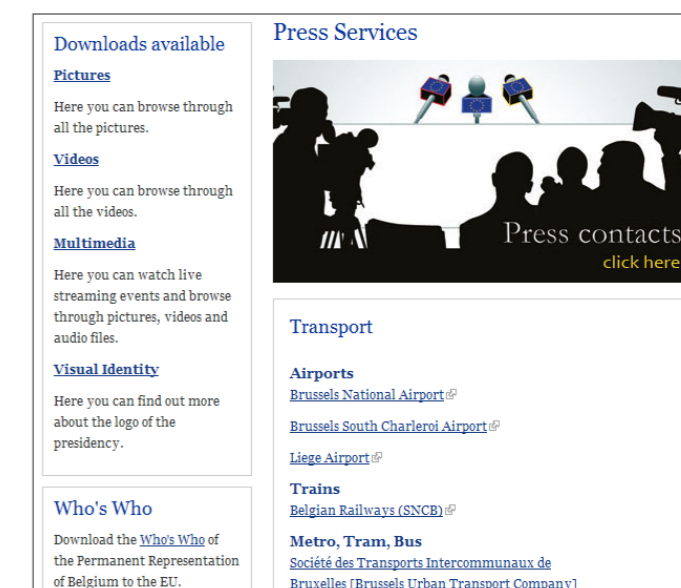 Downloads available
Pictures
Here you can browse through
all the pictures.
Videos
Here you can browse through
all the videos.
Multimedia
Here you can watch live
streaming events and browse
through pictures, videos and
audio files.
Visual Identity
Here you can find out more
about the logo of the
presidency.
Who's Who
Download the Who's Who of
the Permanent Representation
of Belgium to the EU.
Press Services
Press contacts
click here
Transport
Airports
Brussels National Airport
Brussels South Charleroi Airport
Liege Airport
Trains
Belgian Railways (SNCB)
Metro, Tram, Bus
Société des Transports Intercommunaux de
Bruxelles [Brussels Urban Transport Company]